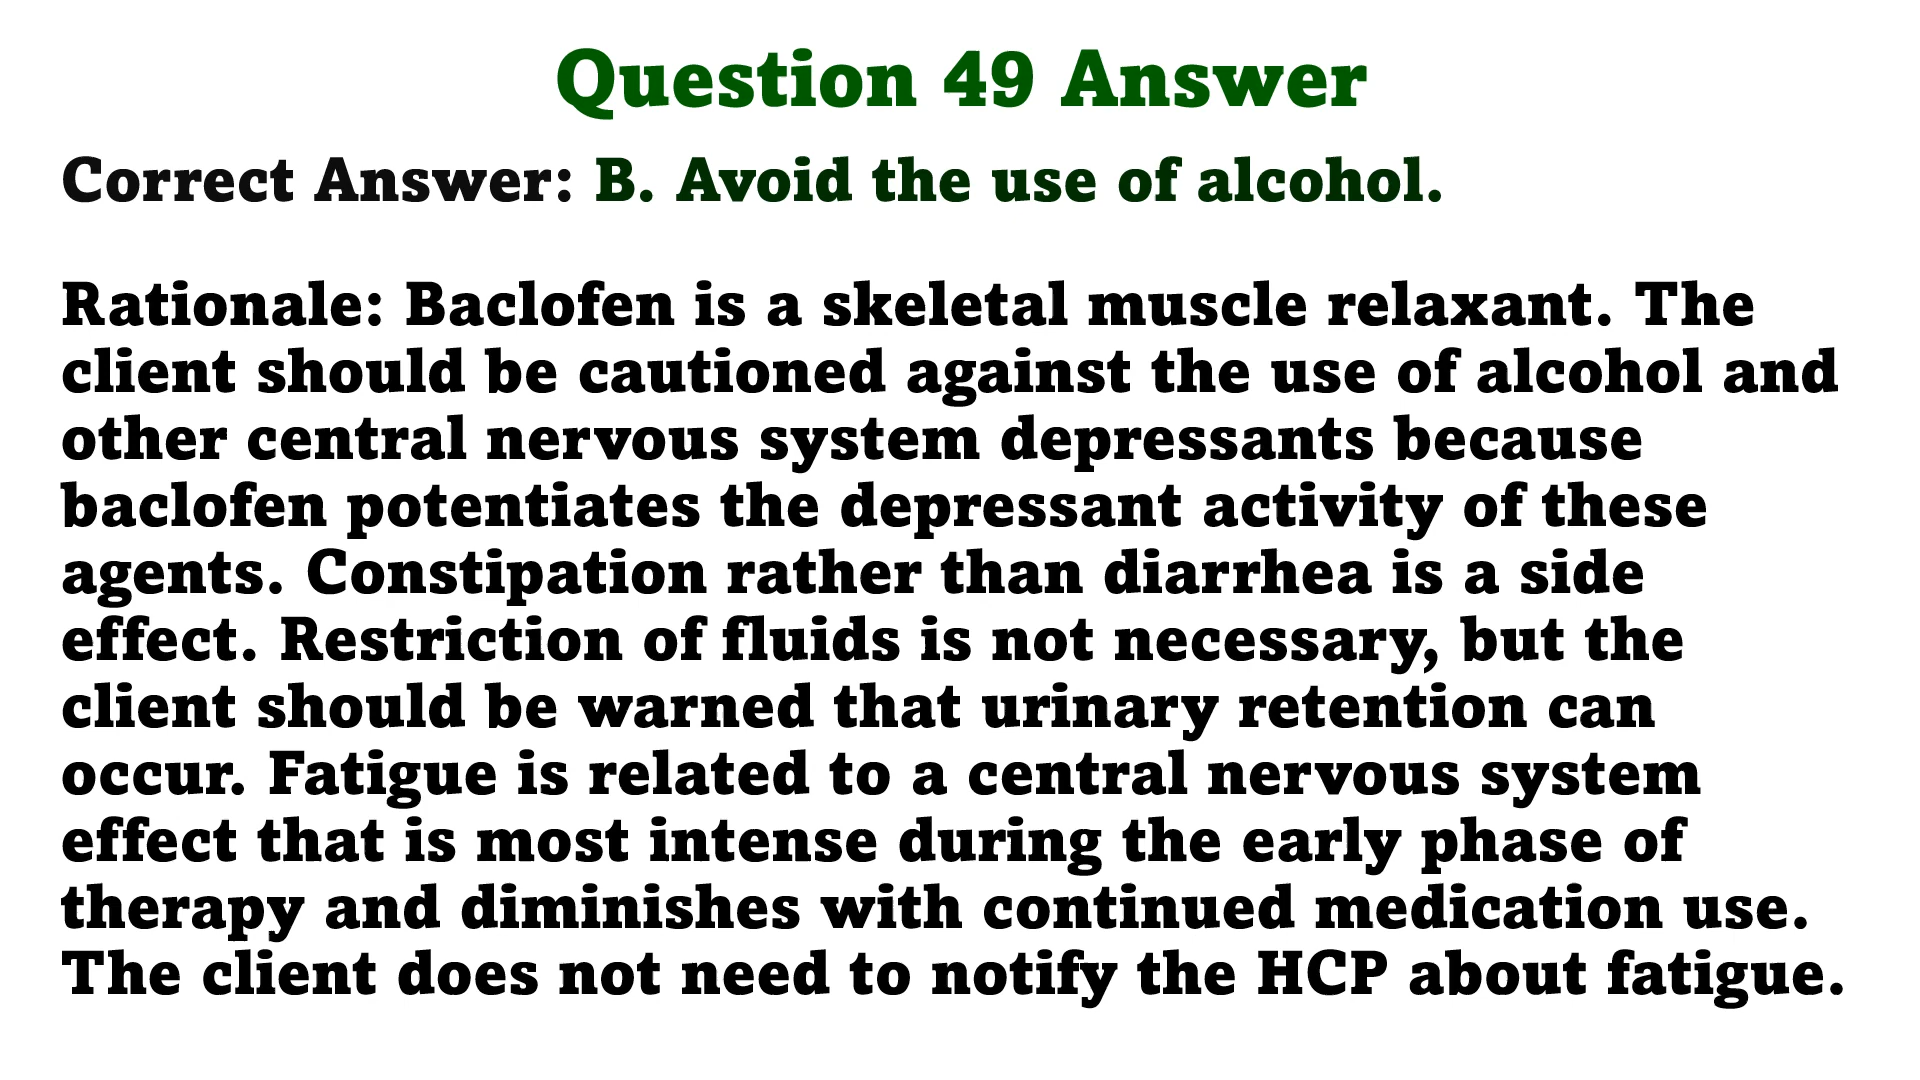 Question 49 Answer
Correct Answer: B. Avoid the use of alcohol.
Rationale: Baclofen is a skeletal muscle relaxant. The
client should be cautioned against the use of alcohol and
other central nervous system depressants because
baclofen potentiates the depressant activity of these
agents. Constipation rather than diarrhea is a side
effect. Restriction of fluids is not necessary, but the
client should be warned that urinary retention can
occur. Fatigue is related to a central nervous system
effect that is most intense during the early phase of
therapy and diminishes with continued medication use.
The client does not need to notify the HCP about fatigue.